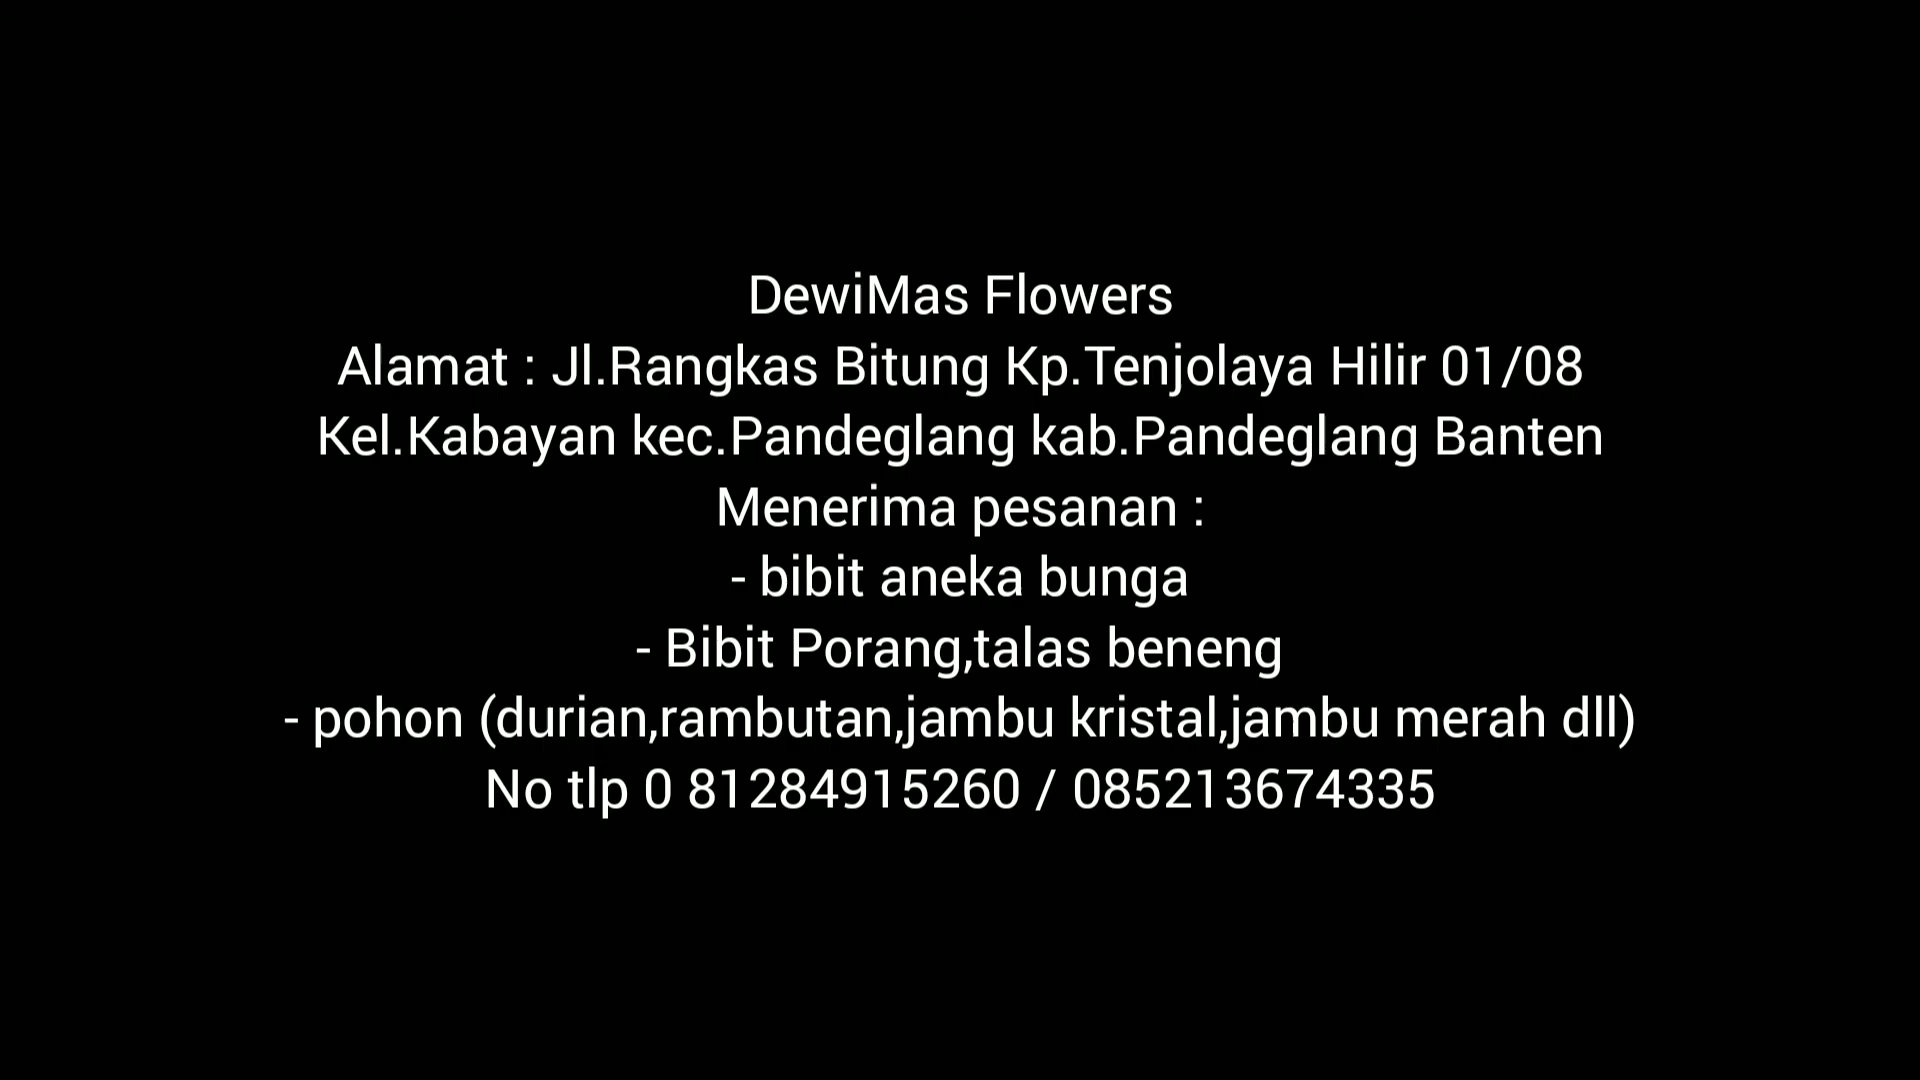 DewiMas Flowers
Alamat : Jl.Rangkas Bitung Kp.Tenjolaya Hilir 01/08
Kel.Kabayan kec.Pandeglang kab.Pandeglang Banten
Menerima pesanan :
- bibit aneka bunga
- Bibit Porang,talas beneng
- pohon (durian,rambutan,jambu kristal,jambu merah dll)
No tlp 0 81284915260 / 085213674335